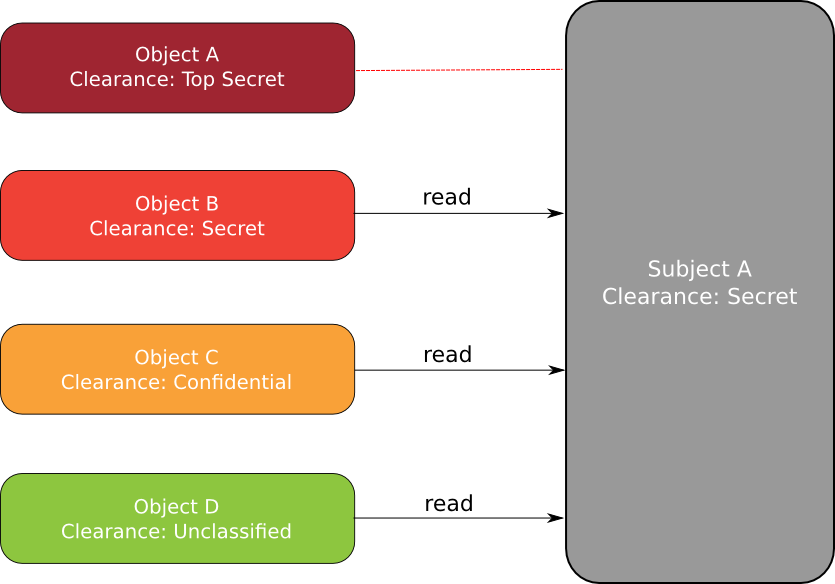 Object A
Clearance: Top Secret
Object B
Clearance: Secret
read
Object C
Clearance: Confidential
read
Object D
Clearance: Unclassified
read
Subject A
Clearance: Secret